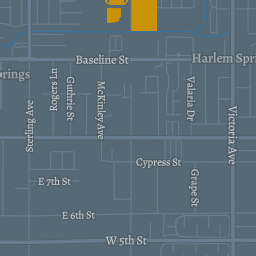 Baseline St
Harlem Spri
prings
Rogers Ln
Guthrie St
McKinley Ave
Valaria Dr
Sterling Ave
Victoria Ave
Cypress St
E 7th St
Grape St
E 6th St
W 5th St